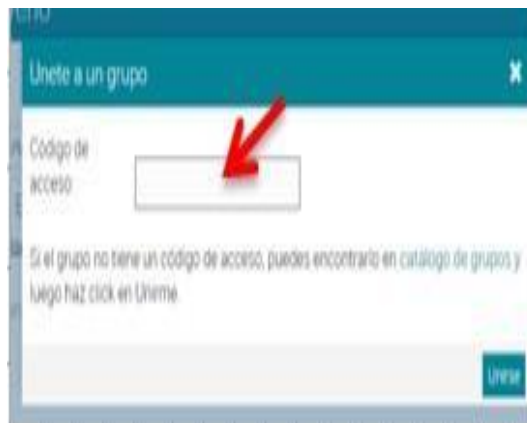 Unete a un grupo
Código de
acceso
Si el grupo no tiene un código de acceso, puedes encontrarlo en catálogo de grupos y
luego haz click en Unirme.
Unirse